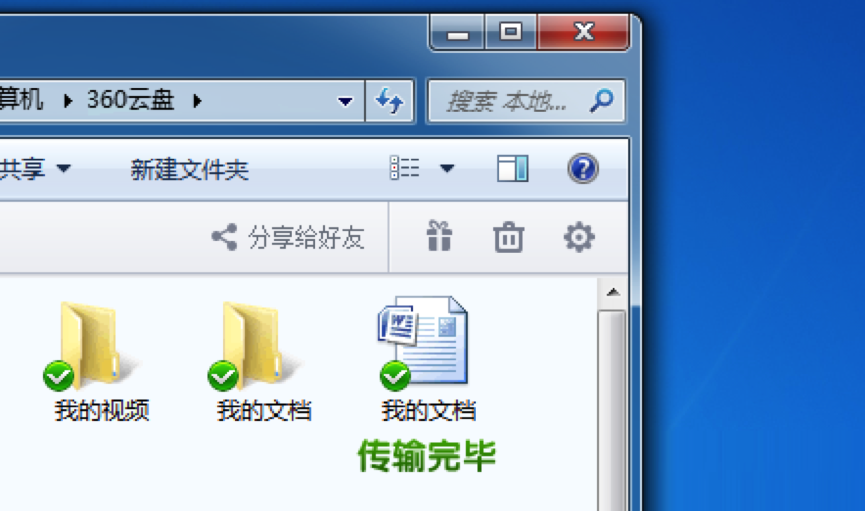 算机 360云盘 搜索 本地...
共享 新建文件夹
分享给好友
我的视频 我的文档 我的文档
传输完毕